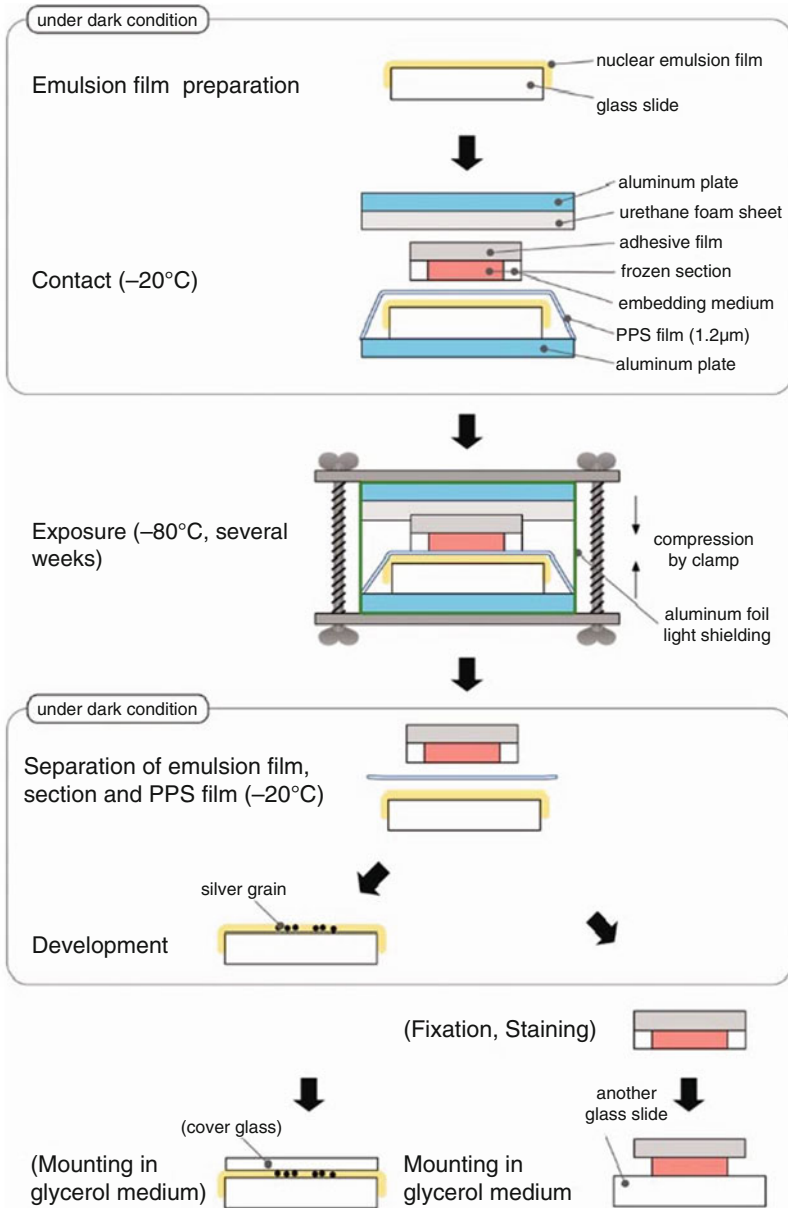 under dark condition
Emulsion film preparation
nuclear emulsion film
glass slide
aluminum plate
urethane foam sheet
adhesive film
frozen section
embedding medium
PPS film (1.2μm)
aluminum plate
Contact (–20°C)
Exposure (–80°C, several
weeks)
compression
by clamp
aluminum foil
light shielding
under dark condition
Separation of emulsion film,
section and PPS film (–20°C)
silver grain
Development
(Fixation, Staining)
another
glass slide
(cover glass)
(Mounting in
glycerol medium)
Mounting in
glycerol medium